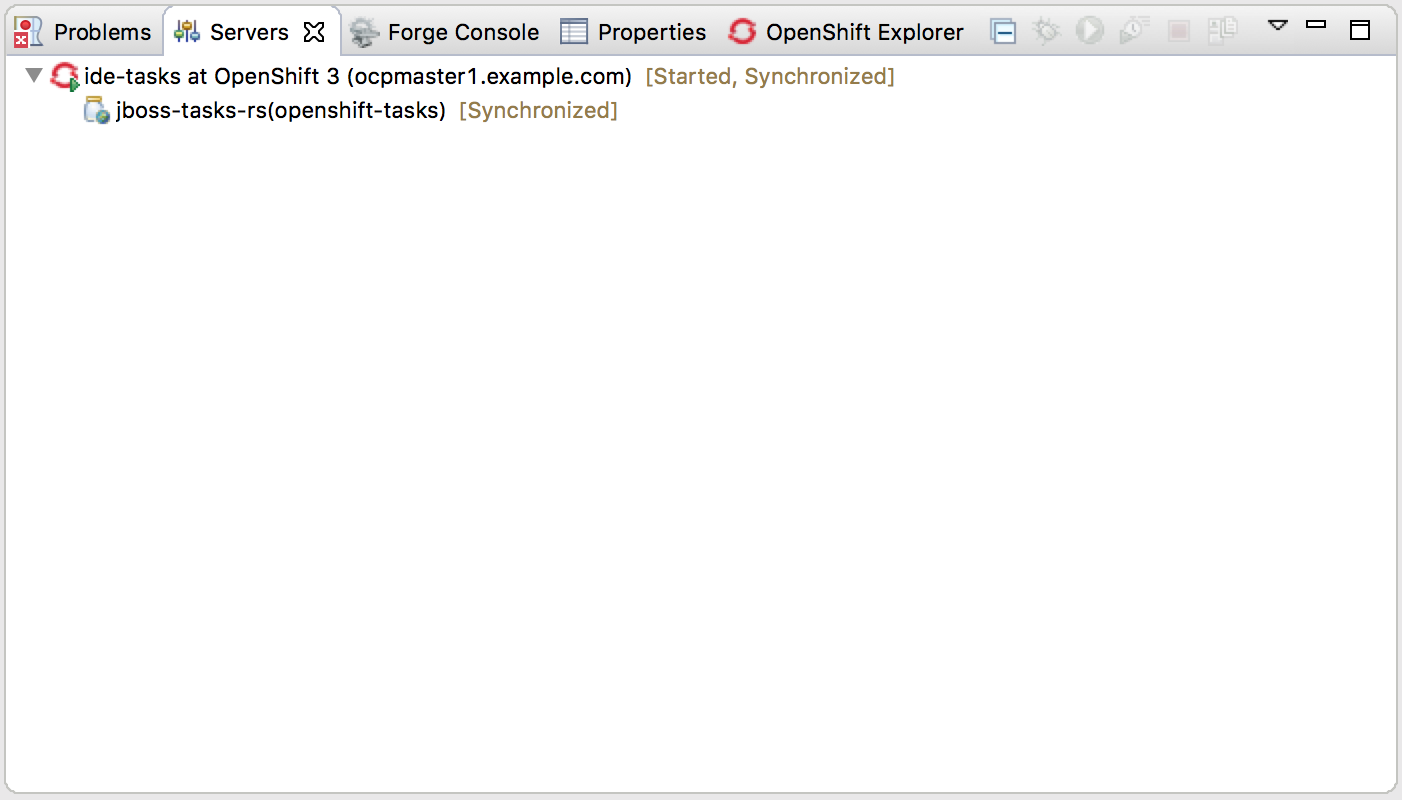 Problems Servers Forge Console Properties OpenShift Explorer
ide-tasks at OpenShift 3 (ocpmaster1.example.com) [Started, Synchronized]
jboss-tasks-rs(openshift-tasks) [Synchronized]